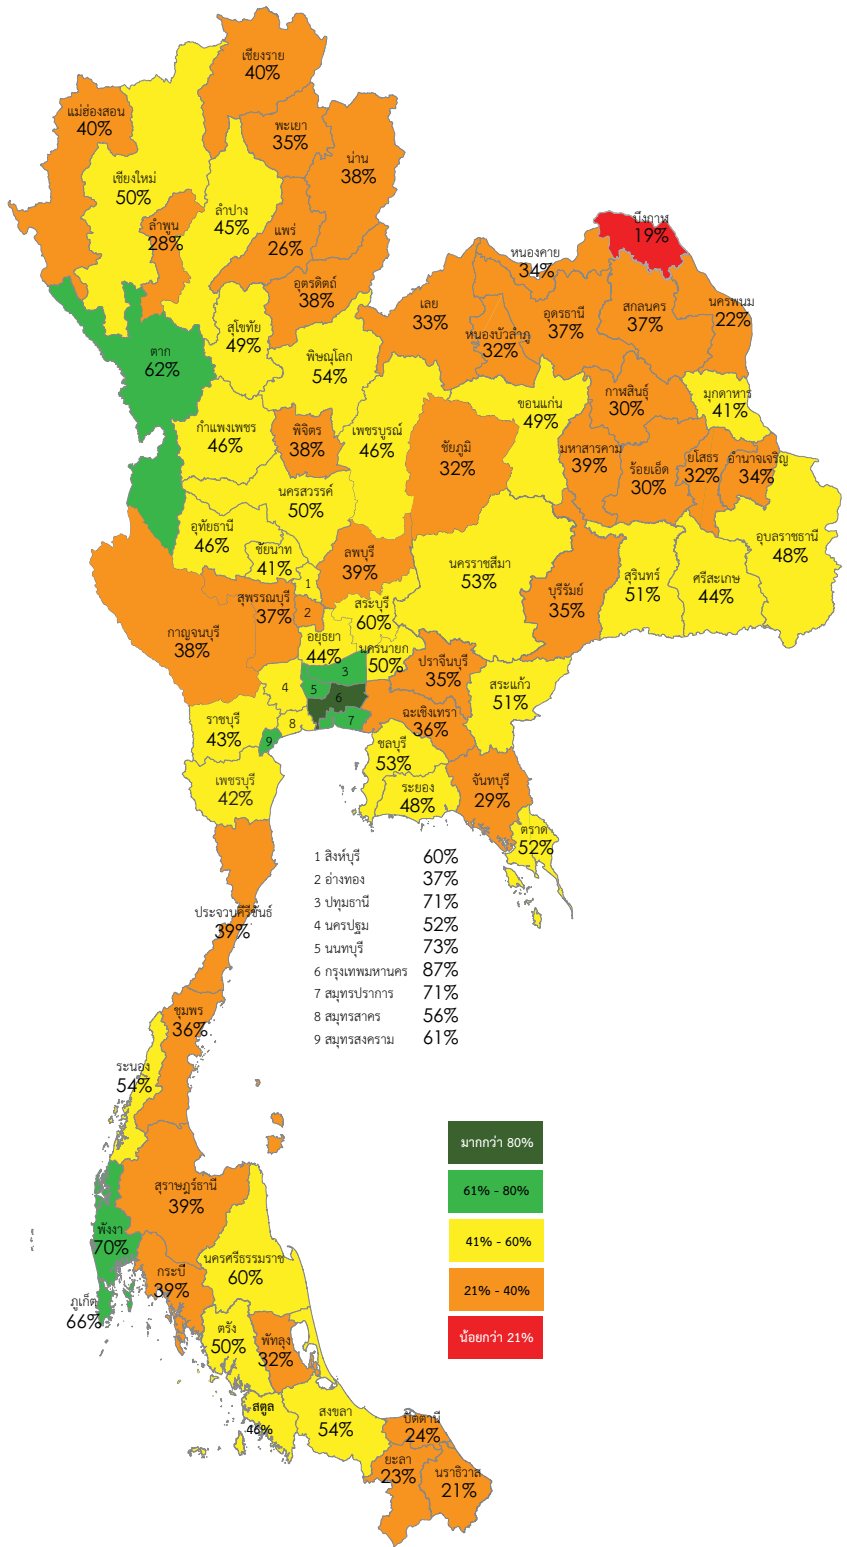 เชียงราย
40%
แม่ฮ่องสอน
40%
พะเยา
35%
น่าน
38%
เชียงใหม่
50%
ลำปาง
45%
ลำพูน
28%
แพร่
26%
บึงกาฬ
19%
หนองคาย
34%
อุตรดิตถ์
38%
เลย
33%
นครพนม
22%
สกลนคร
37%
อุดรธานี
37%
สุโขทัย
49%
หนองบัวลำภู
32%
ตาก
62%
พิษณุโลก
54%
กาฬสินธุ์
30%
มุกดาหาร
41%
ขอนแก่น
49%
กำแพงเพชร
46%
พิจิตร
38%
เพชรบูรณ์
46%
ชัยภูมิ
32%
มหาสารคาม
39%
ร้อยเอ็ด
30%
ยโสธร
32%
อำนาจเจริญ
34%
นครสวรรค์
50%
อุทัยธานี
46%
ชัยนาท
41%
ลพบุรี
39%
นครราชสีมา
53%
อุบลราชธานี
48%
สุรินทร์
51%
ศรีสะเกษ
44%
บุรีรัมย์
35%
1
สุพรรณบุรี
37%
2
สระบุรี
60%
กาญจนบุรี
38%
อยุธยา
44%
นครนายก
50%
ปราจีนบุรี
35%
3
4
5
6
สระแก้ว
51%
ราชบุรี
43%
8
7
9
ฉะเชิงเทรา
36%
ชลบุรี
53%
เพชรบุรี
42%
ระยอง
48%
จันทบุรี
29%
ตราด
52%
1 สิงห์บุรี 60%
2 อ่างทอง 37%
3 ปทุมธานี 71%
4 นครปฐม 52%
5 นนทบุรี 73%
6 กรุงเทพมหานคร 87%
7 สมุทรปราการ 71%
8 สมุทรสาคร 56%
9 สมุทรสงคราม 61%
ประจวบคีรีขันธ์
39%
ชุมพร
36%
ระนอง
54%
มากกว่า 80%
61% - 80%
41% - 60%
21% - 40%
น้อยกว่า 21%
สุราษฎร์ธานี
39%
พังงา
70%
นครศรีธรรมราช
60%
กระบี่
39%
ภูเก็ต
66%
ตรัง
50%
พัทลุง
32%
สตูล
46%
สงขลา
54%
ปัตตานี
24%
ยะลา
23%
นราธิวาส
21%